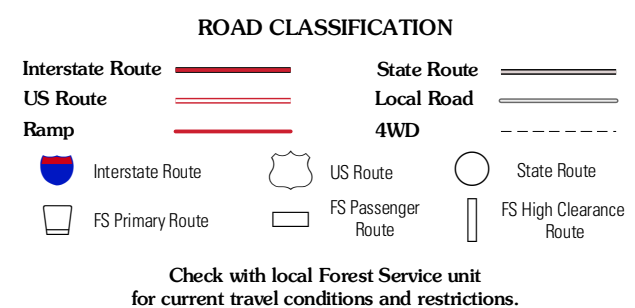 ROAD CLASSIFICATION
Interstate Route
State Route
US Route
Local Road
Ramp
4WD
Interstate Route
US Route
State Route
FS Primary Route
FS Passenger
Route
FS High Clearance
Route
Check with local Forest Service unit
for current travel conditions and restrictions.